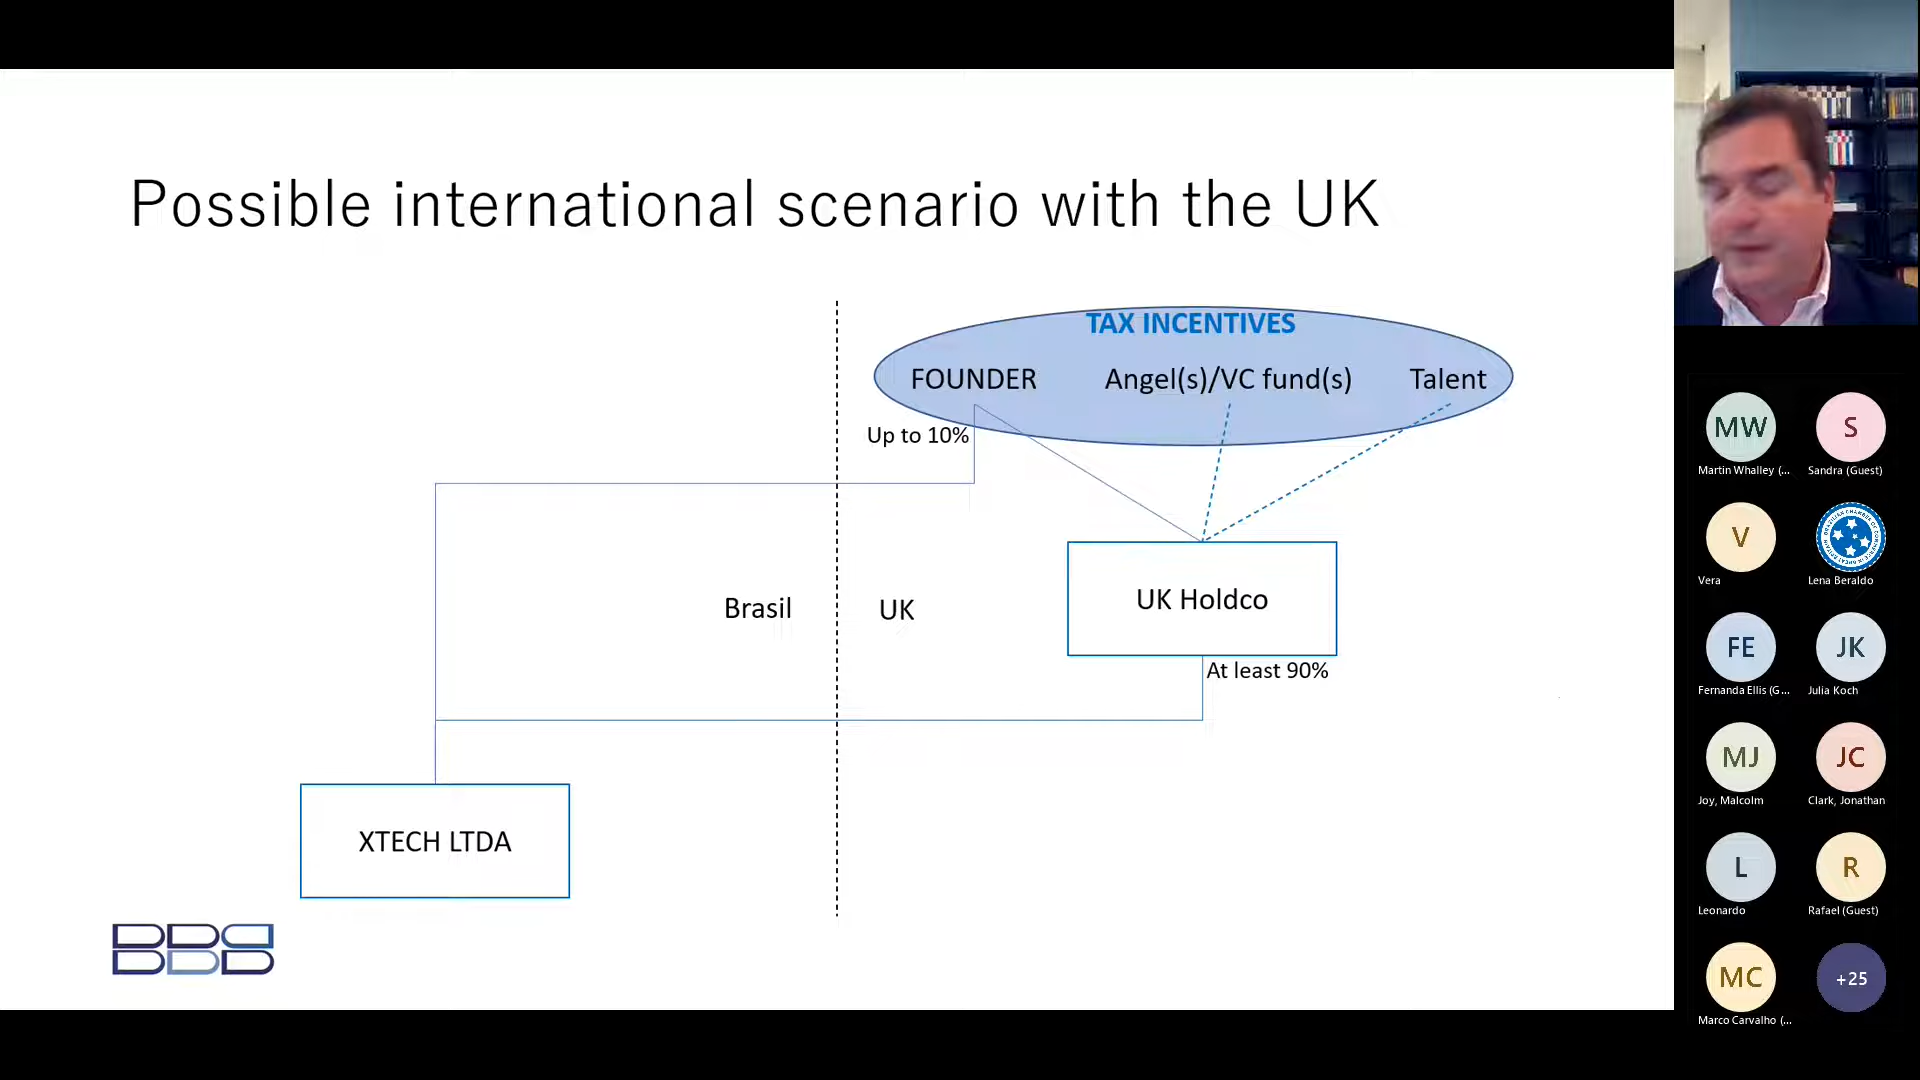 Possible international scenario with the UK
TAX INCENTIVES
FOUNDER
Angel(s)/VC fund(s)
Talent
Up to 10%
Brasil
UK
UK Holdco
At least 90%
XTECH LTDA
MW
Martin Whalley (...
S
Sandra (Guest)
V
Vera
Lena Beraldo
FE
Fernanda Ellis (G...
JK
Julia Koch
MJ
Joy, Malcolm
JC
Clark, Jonathan
L
Leonardo
R
Rafael (Guest)
MC
Marco Carvalho (...
+25